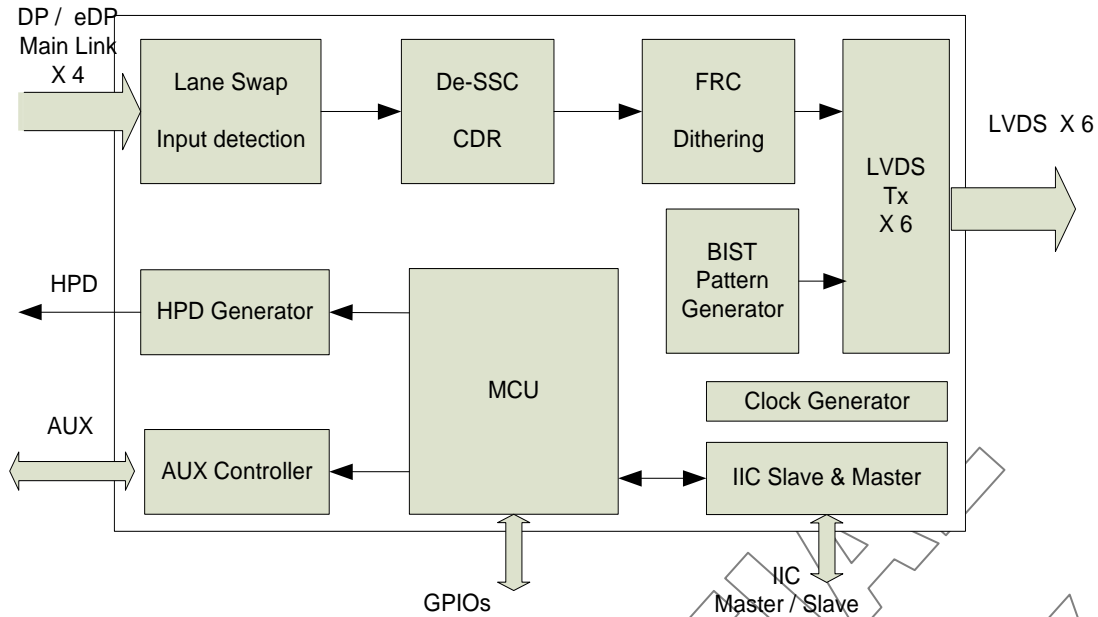 DP / eDP
Main Link
X 4
Lane Swap
Input detection
De-SSC
CDR
FRC
Dithering
LVDS
Tx
X 6
LVDS X 6
BIST
Pattern
Generator
HPD
HPD Generator
MCU
Clock Generator
AUX
AUX Controller
IIC Slave & Master
GPIOs
IIC
Master / Slave